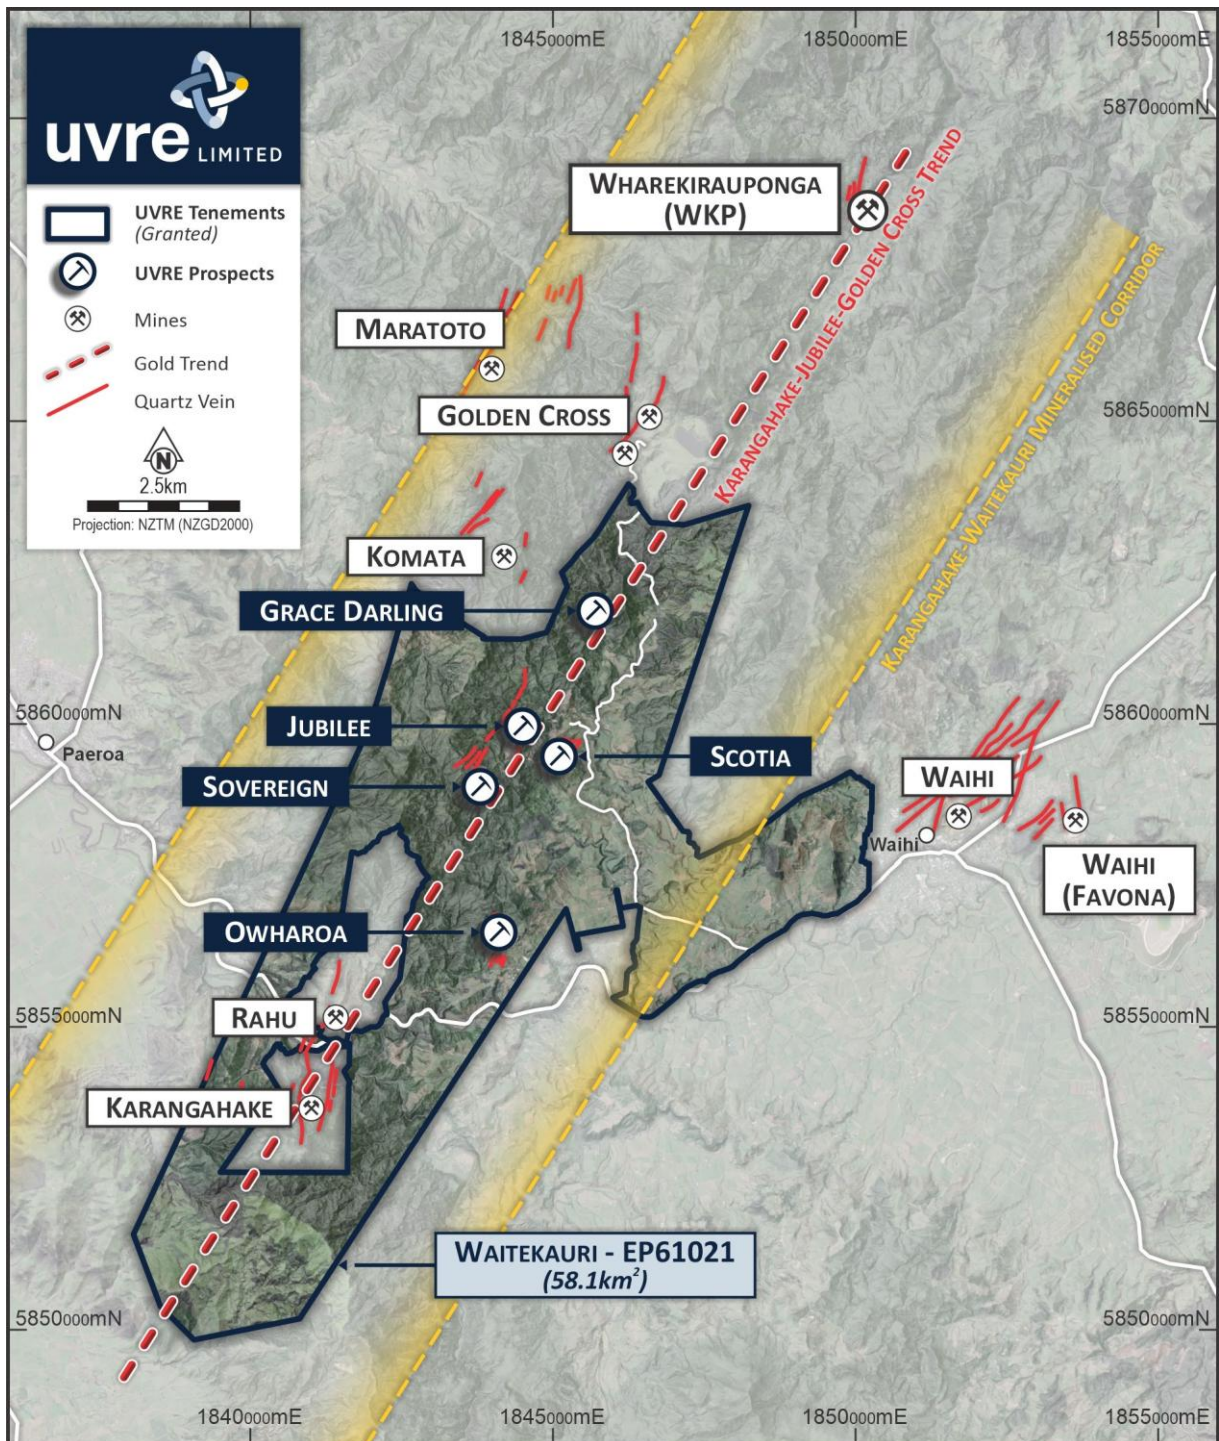 1845000mE
1850000mE
1855000mE
uvre LIMITED
UVRE Tenements
(Granted)
UVRE Prospects
Mines
Gold Trend
Quartz Vein
N
2.5km
Projection: NZTM (NZGD2000)
5870000mN
WHAREKIRAUPONGA
(WKP)
KARANGAHAKE-JUBILEE-GOLDEN CROSS TREND
KARANGAHAKE-WAITEKAURI MINERALISED CORRIDOR
MARATOTO
GOLDEN CROSS
5865000mN
KOMATA
GRACE DARLING
5860000mN
5860000mN
Paeroa
JUBILEE
SCOTIA
SOVEREIGN
WAIHI
Waihi
WAIHI
(FAVONA)
OWHAROA
5855000mN
5855000mN
RAHU
KARANGAHAKE
WAITEKAURI - EP61021
(58.1km²)
5850000mN
5850000mN
1840000mE
1845000mE
1850000mE
1855000mE